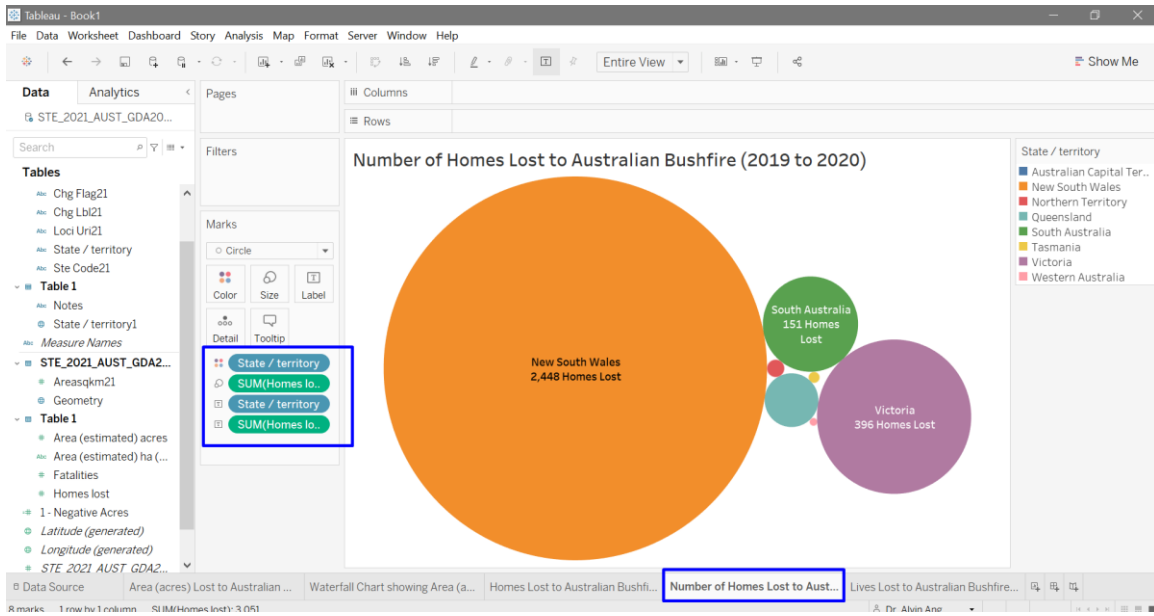 Tableau - Book1
File Data Worksheet Dashboard Story Analysis Map Format Server Window Help
Entire View
Show Me
Data Analytics
STE_2021_AUST_GDA20...
Search
Tables
Abc Chg Flag21
Abc Chg Lbl21
Abc Loci Uri21
Abc State / territory
Abc Ste Code21
Table 1
Abc Notes
State / territory1
Abc Measure Names
STE_2021_AUST_GDA2...
# Areasqkm21
Geometry
Table 1
# Area (estimated) acres
Abc Area (estimated) ha (...
# Fatalities
# Homes lost
=# 1 - Negative Acres
Latitude (generated)
Longitude (generated)
# STE_2021_AUST_GDA2...
Pages
Filters
Marks
Circle
Color Size Label
Detail Tooltip
State / territory
SUM(Homes lo..
State / territory
SUM(Homes lo..
Columns
Rows
Number of Homes Lost to Australian Bushfire (2019 to 2020)
New South Wales
2,448 Homes Lost
South Australia
151 Homes
Lost
Victoria
396 Homes Lost
State / territory
Australian Capital Ter..
New South Wales
Northern Territory
Queensland
South Australia
Tasmania
Victoria
Western Australia
Data Source Area (acres) Lost to Australian ... Waterfall Chart showing Area (a... Homes Lost to Australian Bushfi... Number of Homes Lost to Aust... Lives Lost to Australian Bushfire...
8 marks 1 row by 1 column SUM(Homes lost): 3,051 Dr. Alvin Ang